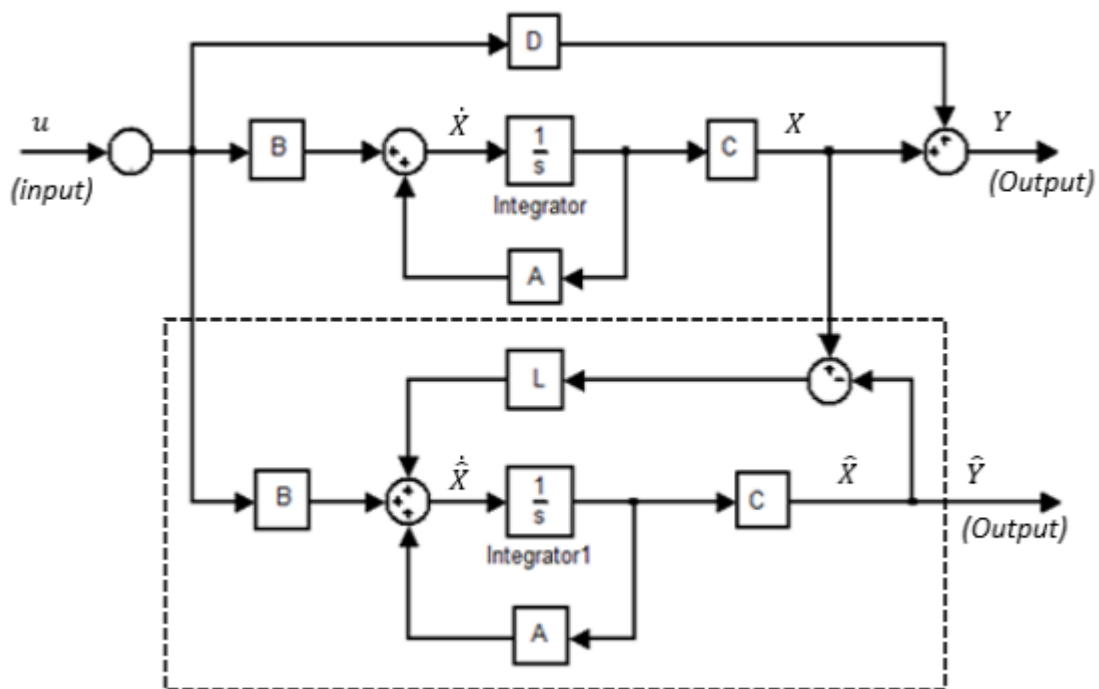 D
u
(input)
B
Ẋ
1
s
Integrator
C
X
Y
(Output)
A
L
B
X̂̇
1
s
Integrator1
C
X̂
Ŷ
(Output)
A